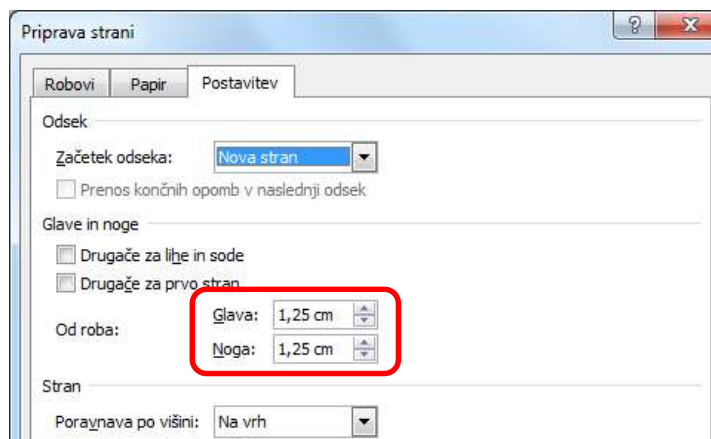 Priprava strani
Robovi Papir Postavitev
Odsek
Začetek odseka: Nova stran
Prenos končnih opomb v naslednji odsek
Glave in noge
Drugače za lihe in sode
Drugače za prvo stran
Od roba:
Glava: 1,25 cm
Noga: 1,25 cm
Stran
Poravnava po višini: Na vrh